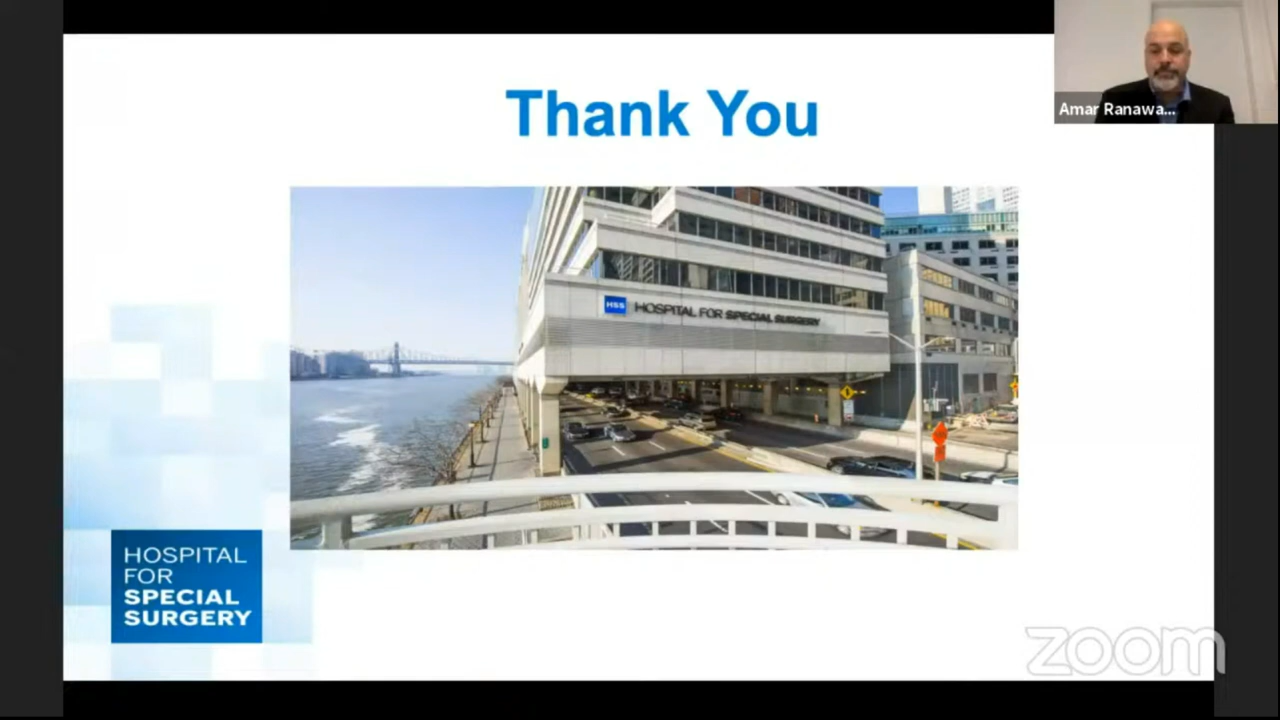 Thank You
Amar Ranawa...
HSS HOSPITAL FOR SPECIAL SURGERY
HOSPITAL
FOR
SPECIAL
SURGERY
zoom